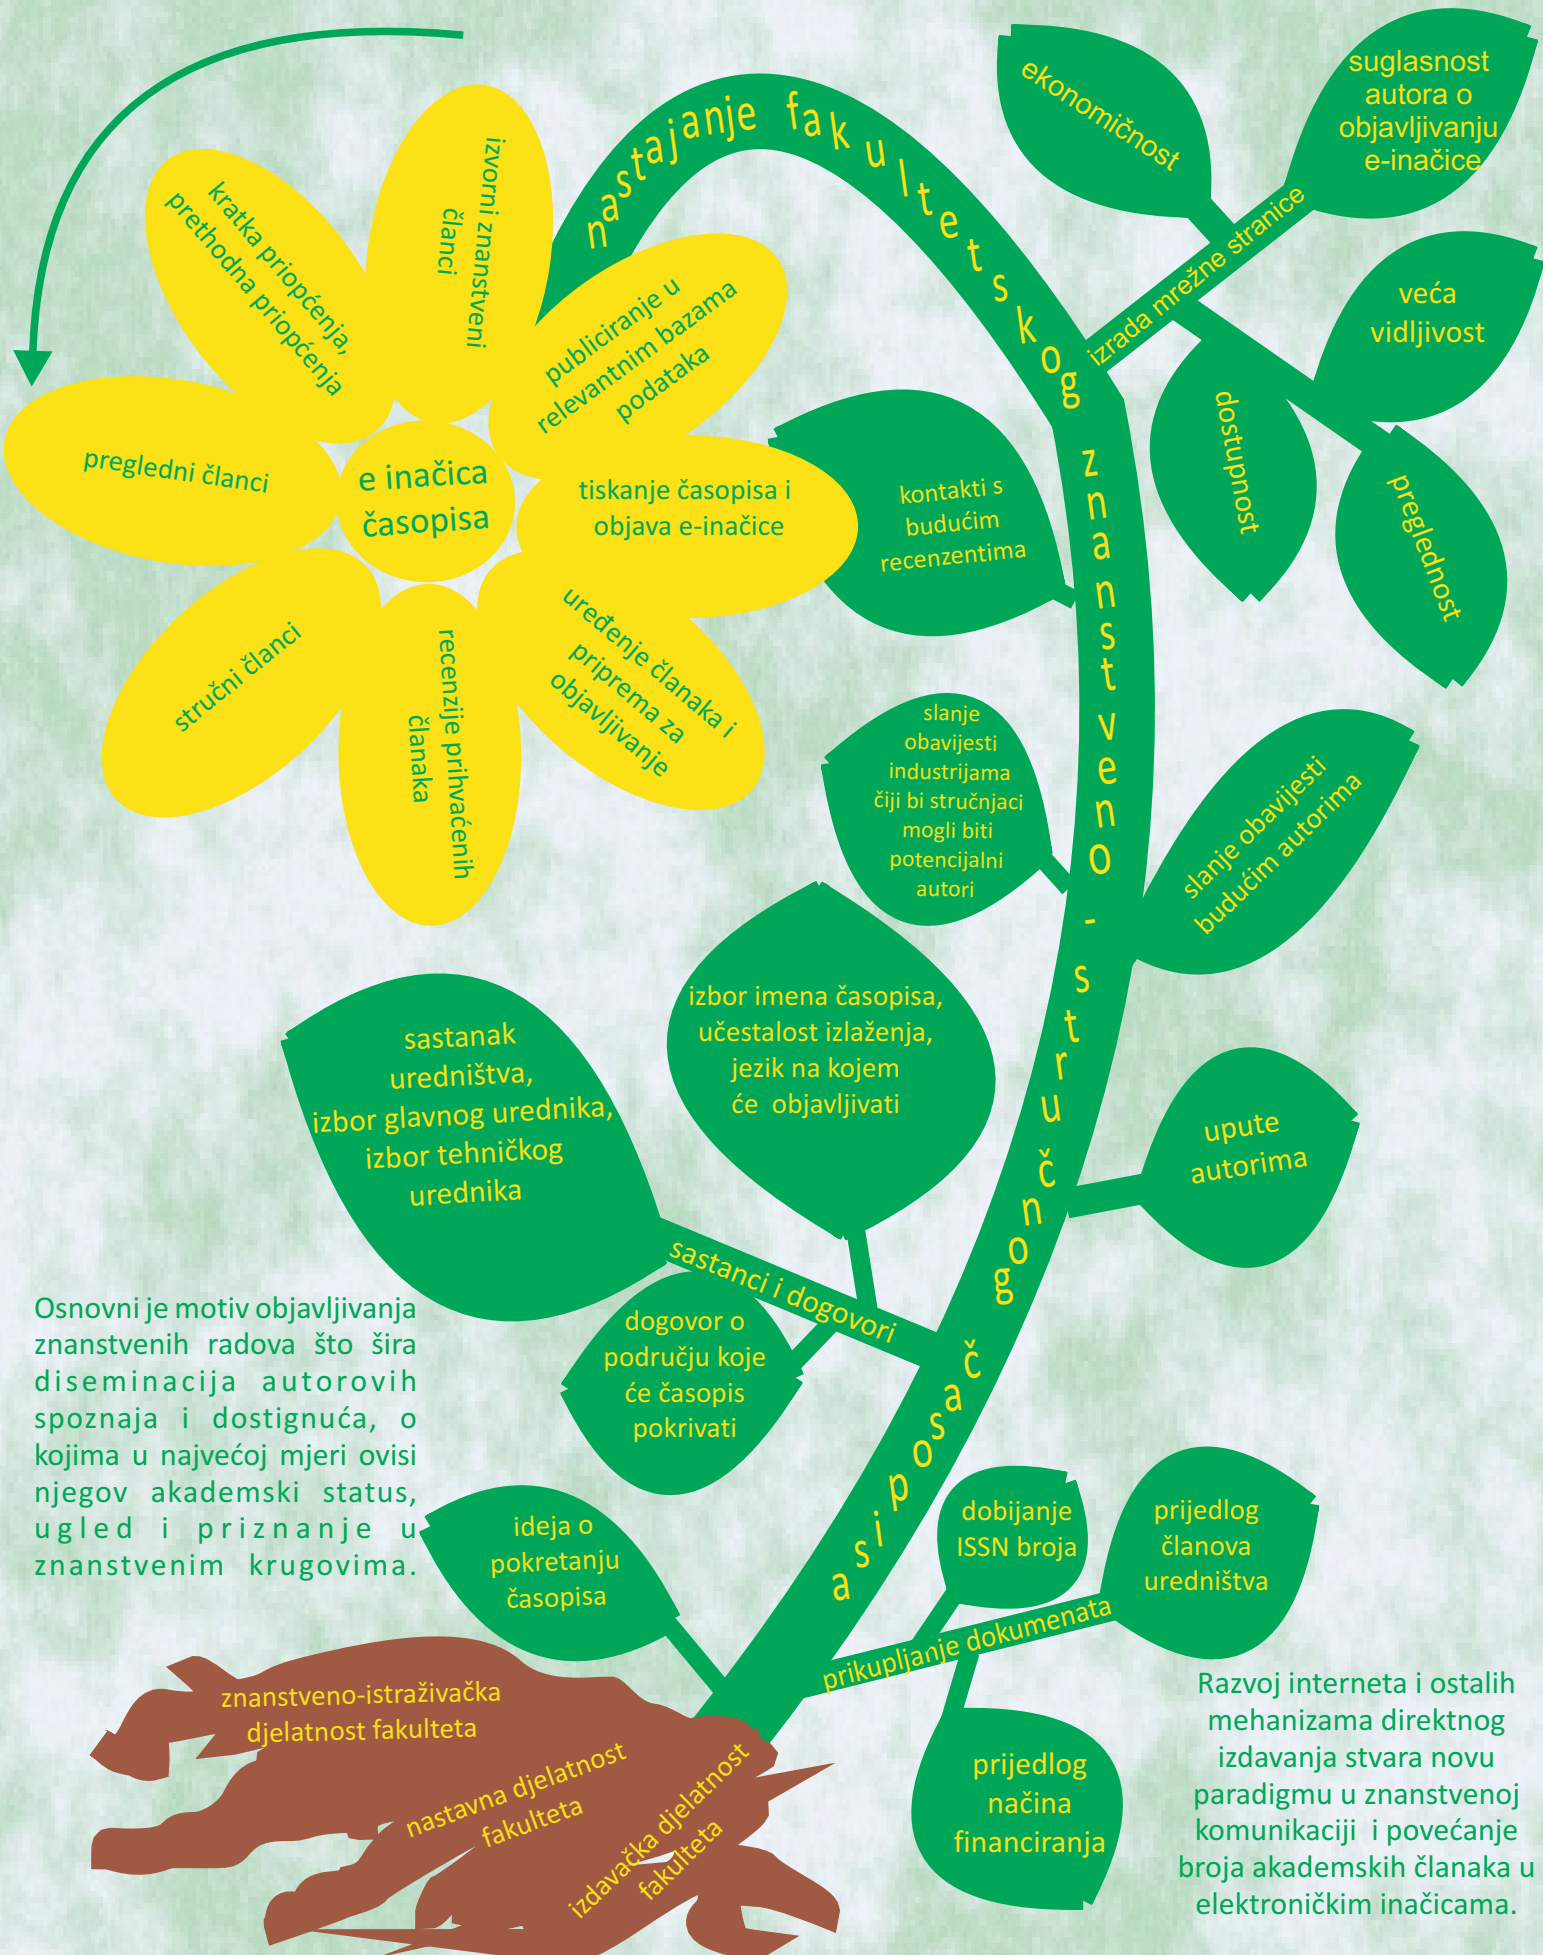 nastajanje fakultetskog znanstveno-stručnog časopisa
e inačica
časopisa
izvorni znanstveni
članci
kratka priopćenja,
prethodna priopćenja
pregledni članci
stručni članci
recenzije prihvaćenih
članaka
uređenje članaka i
priprema za
objavljivanje
tiskanje časopisa i
objava e-inačice
publiciranje u
relevantnim bazama
podataka
ekonomičnost
suglasnost
autora o
objavljivanju
e-inačice
izrada mrežne stranice
veća
vidljivost
dostupnost
preglednost
kontakti s
budućim
recenzentima
slanje
obavijesti
industrijama
čiji bi stručnjaci
mogli biti
potencijalni
autori
slanje obavijesti
budućim autorima
izbor imena časopisa,
učestalost izlaženja,
jezik na kojem
će objavljivati
sastanak
uredništva,
izbor glavnog urednika,
izbor tehničkog
urednika
upute
autorima
sastanci i dogovori
dogovor o
području koje
će časopis
pokrivati
Osnovni je motiv objavljivanja
znanstvenih radova što šira
diseminacija autorovih
spoznaja i dostignuća, o
kojima u najvećoj mjeri ovisi
njegov akademski status,
ugled i priznanje u
znanstvenim krugovima.
ideja o
pokretanju
časopisa
dobijanje
ISSN broja
prijedlog
članova
uredništva
prikupljanje dokumenata
prijedlog
načina
financiranja
znanstveno-istraživačka
djelatnost fakulteta
nastavna djelatnost
fakulteta
izdavačka djelatnost
fakulteta
Razvoj interneta i ostalih
mehanizama direktnog
izdavanja stvara novu
paradigmu u znanstvenoj
komunikaciji i povećanje
broja akademskih članaka u
elektroničkim inačicama.